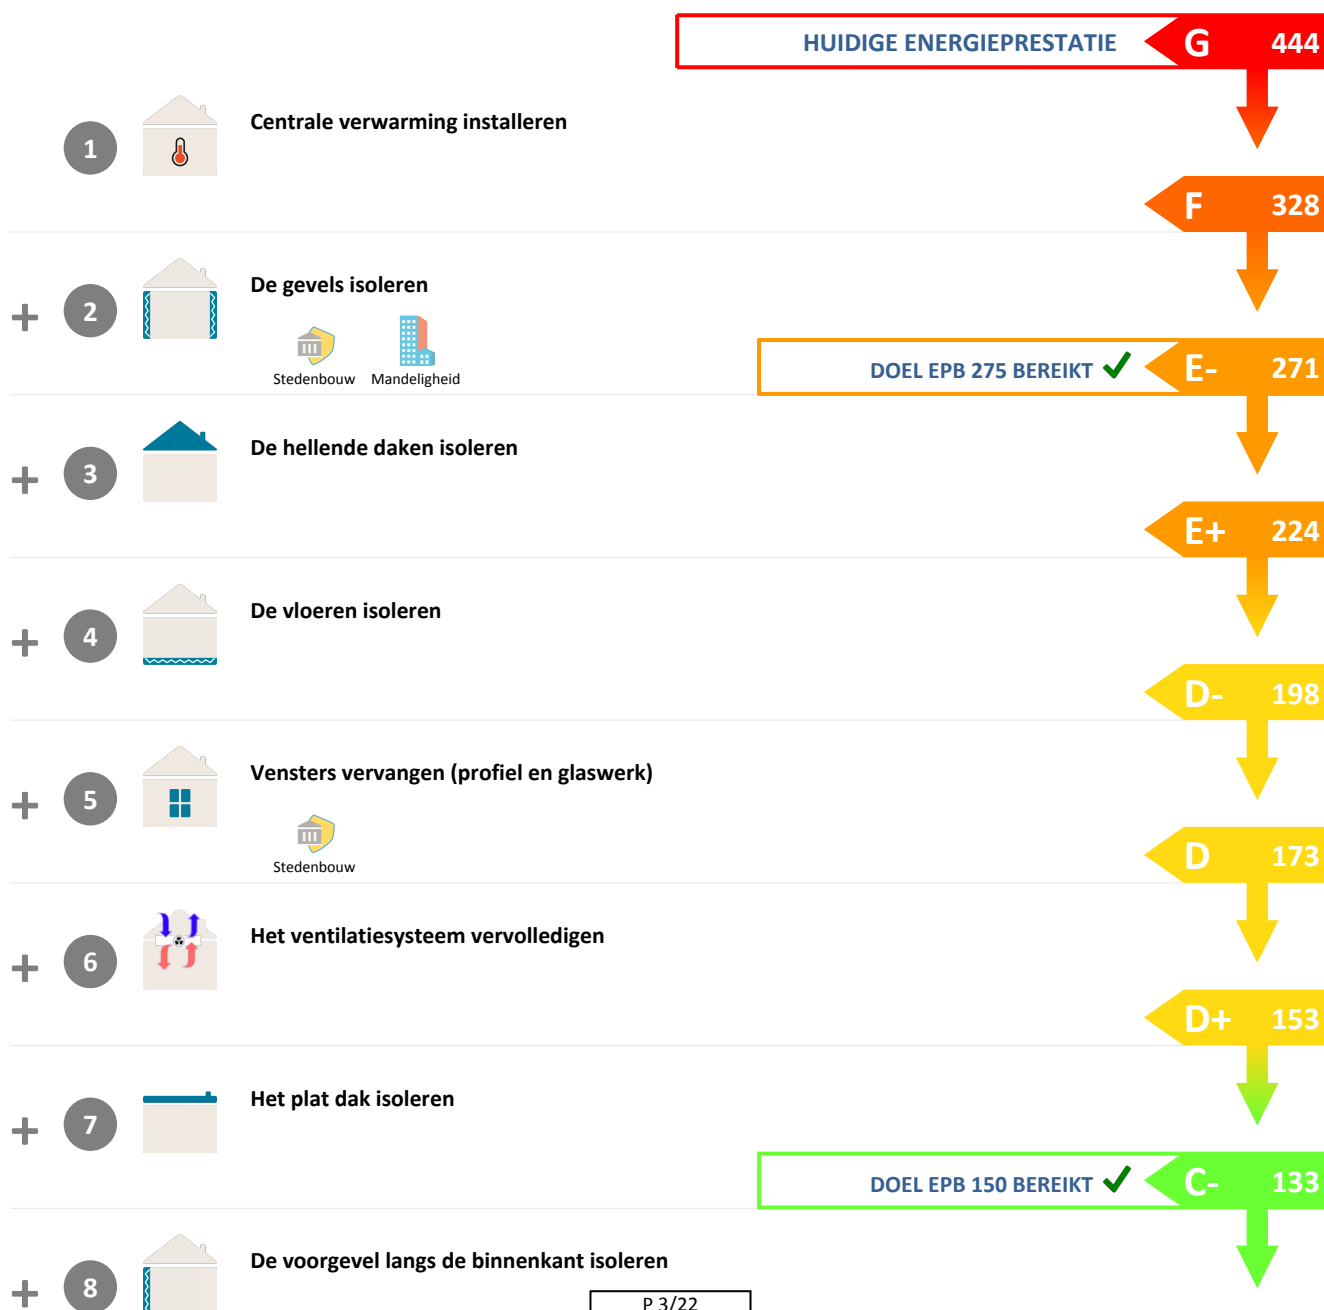 HUIDIGE ENERGIEPRESTATIE G 444
1 Centrale verwarming installeren
F 328
+ 2 De gevels isoleren
Stedenbouw Mandeligheid
DOEL EPB 275 BEREIKT ✓ E- 271
+ 3 De hellende daken isoleren
E+ 224
+ 4 De vloeren isoleren
D- 198
+ 5 Vensters vervangen (profiel en glaswerk)
Stedenbouw
D 173
+ 6 Het ventilatiesysteem vervolledigen
D+ 153
+ 7 Het plat dak isoleren
DOEL EPB 150 BEREIKT ✓ C- 133
+ 8 De voorgevel langs de binnenkant isoleren
P 3/22